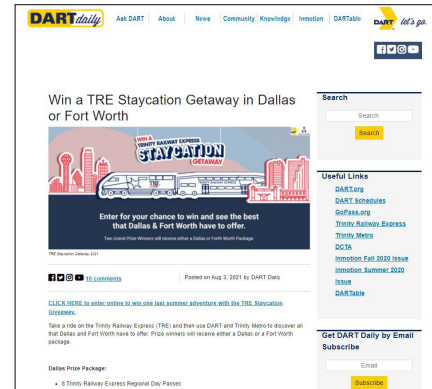 DARTdaily
Ask DART
About
News
Community Knowledge
Inmotion
DARTable
DART let's go.
Win a TRE Staycation Getaway in Dallas
or Fort Worth
WIN A
TRINITY RAILWAY EXPRESS
STAYCATION
GETAWAY
Enter for your chance to win and see the best
that Dallas & Fort Worth have to offer.
Two Grand Prize Winners will receive either a Dallas or Forth Worth Package.
TRE Staycation Getaway 2021
10 comments
Posted on Aug 3, 2021 by DART Daily
CLICK HERE to enter online to win one last summer adventure with the TRE Staycation
Giveaway.
Take a ride on the Trinity Railway Express (TRE) and then use DART and Trinity Metro to discover all
that Dallas and Fort Worth have to offer. Prize winners will receive either a Dallas or a Fort Worth
package.
Dallas Prize Package:
• 8 Trinity Railway Express Regional Day Passes
Search
Search
Search
Useful Links
DART.org
DART Schedules
GoPass.org
Trinity Railway Express
Trinity Metro
DCTA
Inmotion Fall 2020 Issue
Inmotion Summer 2020
Issue
DARTable
Get DART Daily by Email
Subscribe
Email
Subscribe